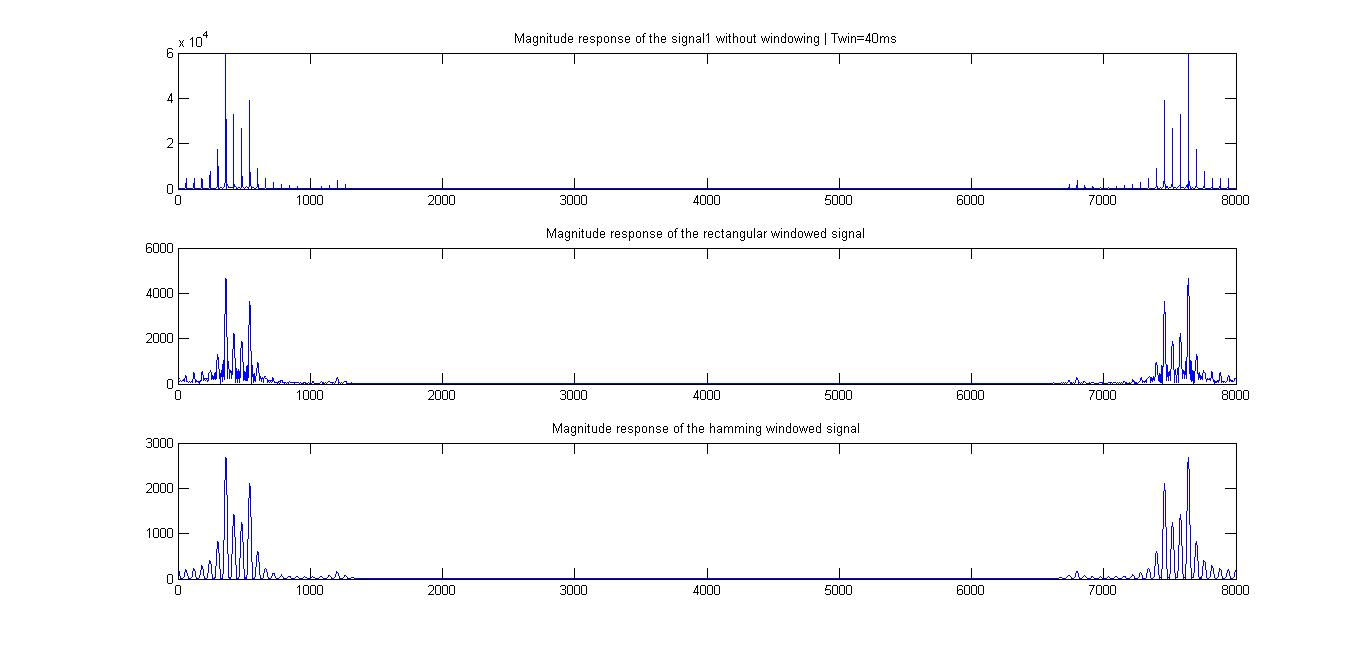 x 10^4
Magnitude response of the signal1 without windowing | Twin=40ms
6
4
2
0
0 1000 2000 3000 4000 5000 6000 7000 8000
Magnitude response of the rectangular windowed signal
6000
4000
2000
0
0 1000 2000 3000 4000 5000 6000 7000 8000
Magnitude response of the hamming windowed signal
3000
2000
1000
0
0 1000 2000 3000 4000 5000 6000 7000 8000